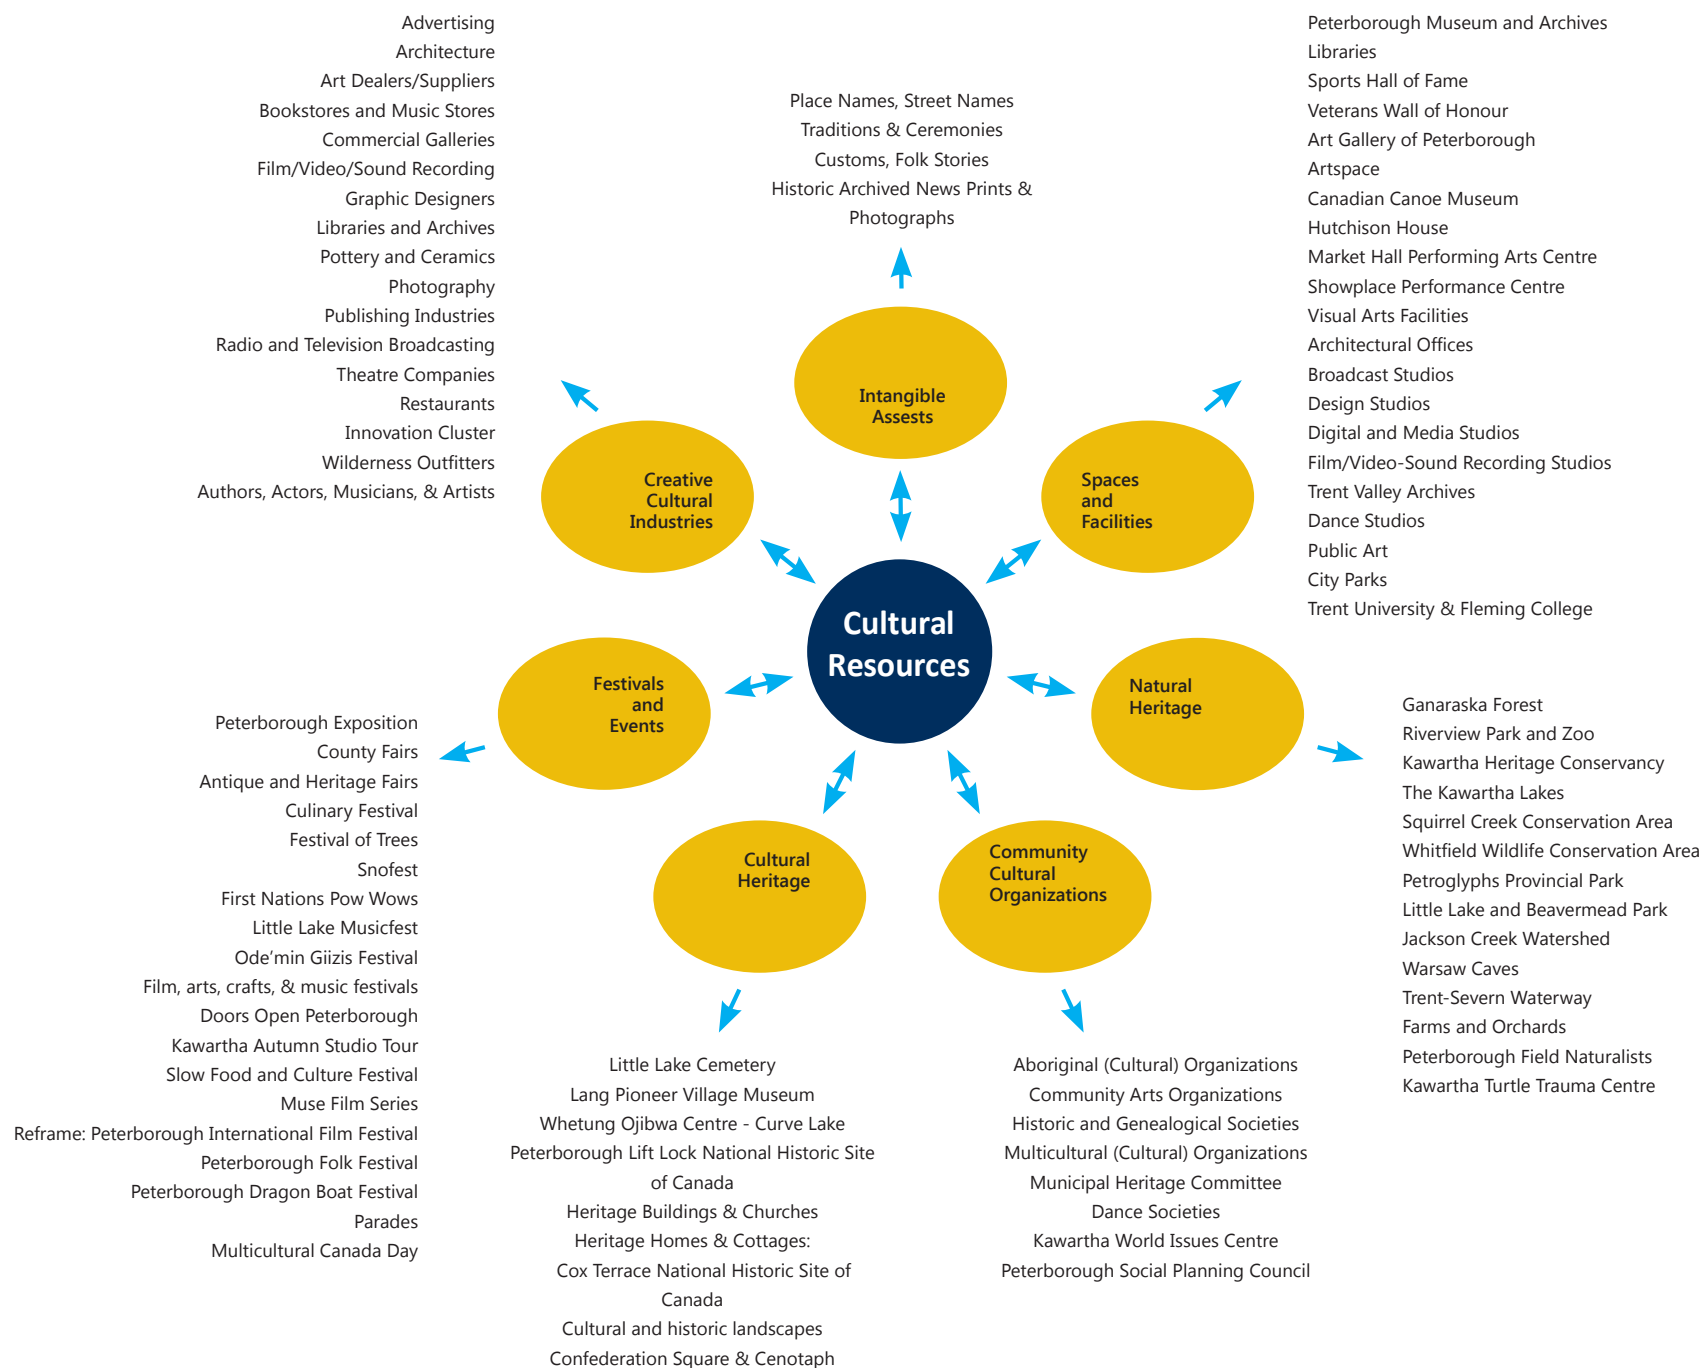 Advertising
Architecture
Art Dealers/Suppliers
Bookstores and Music Stores
Commercial Galleries
Film/Video/Sound Recording
Graphic Designers
Libraries and Archives
Pottery and Ceramics
Photography
Publishing Industries
Radio and Television Broadcasting
Theatre Companies
Restaurants
Innovation Cluster
Wilderness Outfitters
Authors, Actors, Musicians, & Artists
Creative
Cultural
Industries
Place Names, Street Names
Traditions & Ceremonies
Customs, Folk Stories
Historic Archived News Prints &
Photographs
Intangible
Assests
Peterborough Museum and Archives
Libraries
Sports Hall of Fame
Veterans Wall of Honour
Art Gallery of Peterborough
Artspace
Canadian Canoe Museum
Hutchison House
Market Hall Performing Arts Centre
Showplace Performance Centre
Visual Arts Facilities
Architectural Offices
Broadcast Studios
Design Studios
Digital and Media Studios
Film/Video-Sound Recording Studios
Trent Valley Archives
Dance Studios
Public Art
City Parks
Trent University & Fleming College
Spaces
and
Facilities
Cultural
Resources
Festivals
and
Events
Peterborough Exposition
County Fairs
Antique and Heritage Fairs
Culinary Festival
Festival of Trees
Snofest
First Nations Pow Wows
Little Lake Musicfest
Ode’min Giizis Festival
Film, arts, crafts, & music festivals
Doors Open Peterborough
Kawartha Autumn Studio Tour
Slow Food and Culture Festival
Muse Film Series
Reframe: Peterborough International Film Festival
Peterborough Folk Festival
Peterborough Dragon Boat Festival
Parades
Multicultural Canada Day
Natural
Heritage
Ganaraska Forest
Riverview Park and Zoo
Kawartha Heritage Conservancy
The Kawartha Lakes
Squirrel Creek Conservation Area
Whitfield Wildlife Conservation Area
Petroglyphs Provincial Park
Little Lake and Beavermead Park
Jackson Creek Watershed
Warsaw Caves
Trent-Severn Waterway
Farms and Orchards
Peterborough Field Naturalists
Kawartha Turtle Trauma Centre
Cultural
Heritage
Little Lake Cemetery
Lang Pioneer Village Museum
Whetung Ojibwa Centre - Curve Lake
Peterborough Lift Lock National Historic Site
of Canada
Heritage Buildings & Churches
Heritage Homes & Cottages:
Cox Terrace National Historic Site of
Canada
Cultural and historic landscapes
Confederation Square & Cenotaph
Community
Cultural
Organizations
Aboriginal (Cultural) Organizations
Community Arts Organizations
Historic and Genealogical Societies
Multicultural (Cultural) Organizations
Municipal Heritage Committee
Dance Societies
Kawartha World Issues Centre
Peterborough Social Planning Council